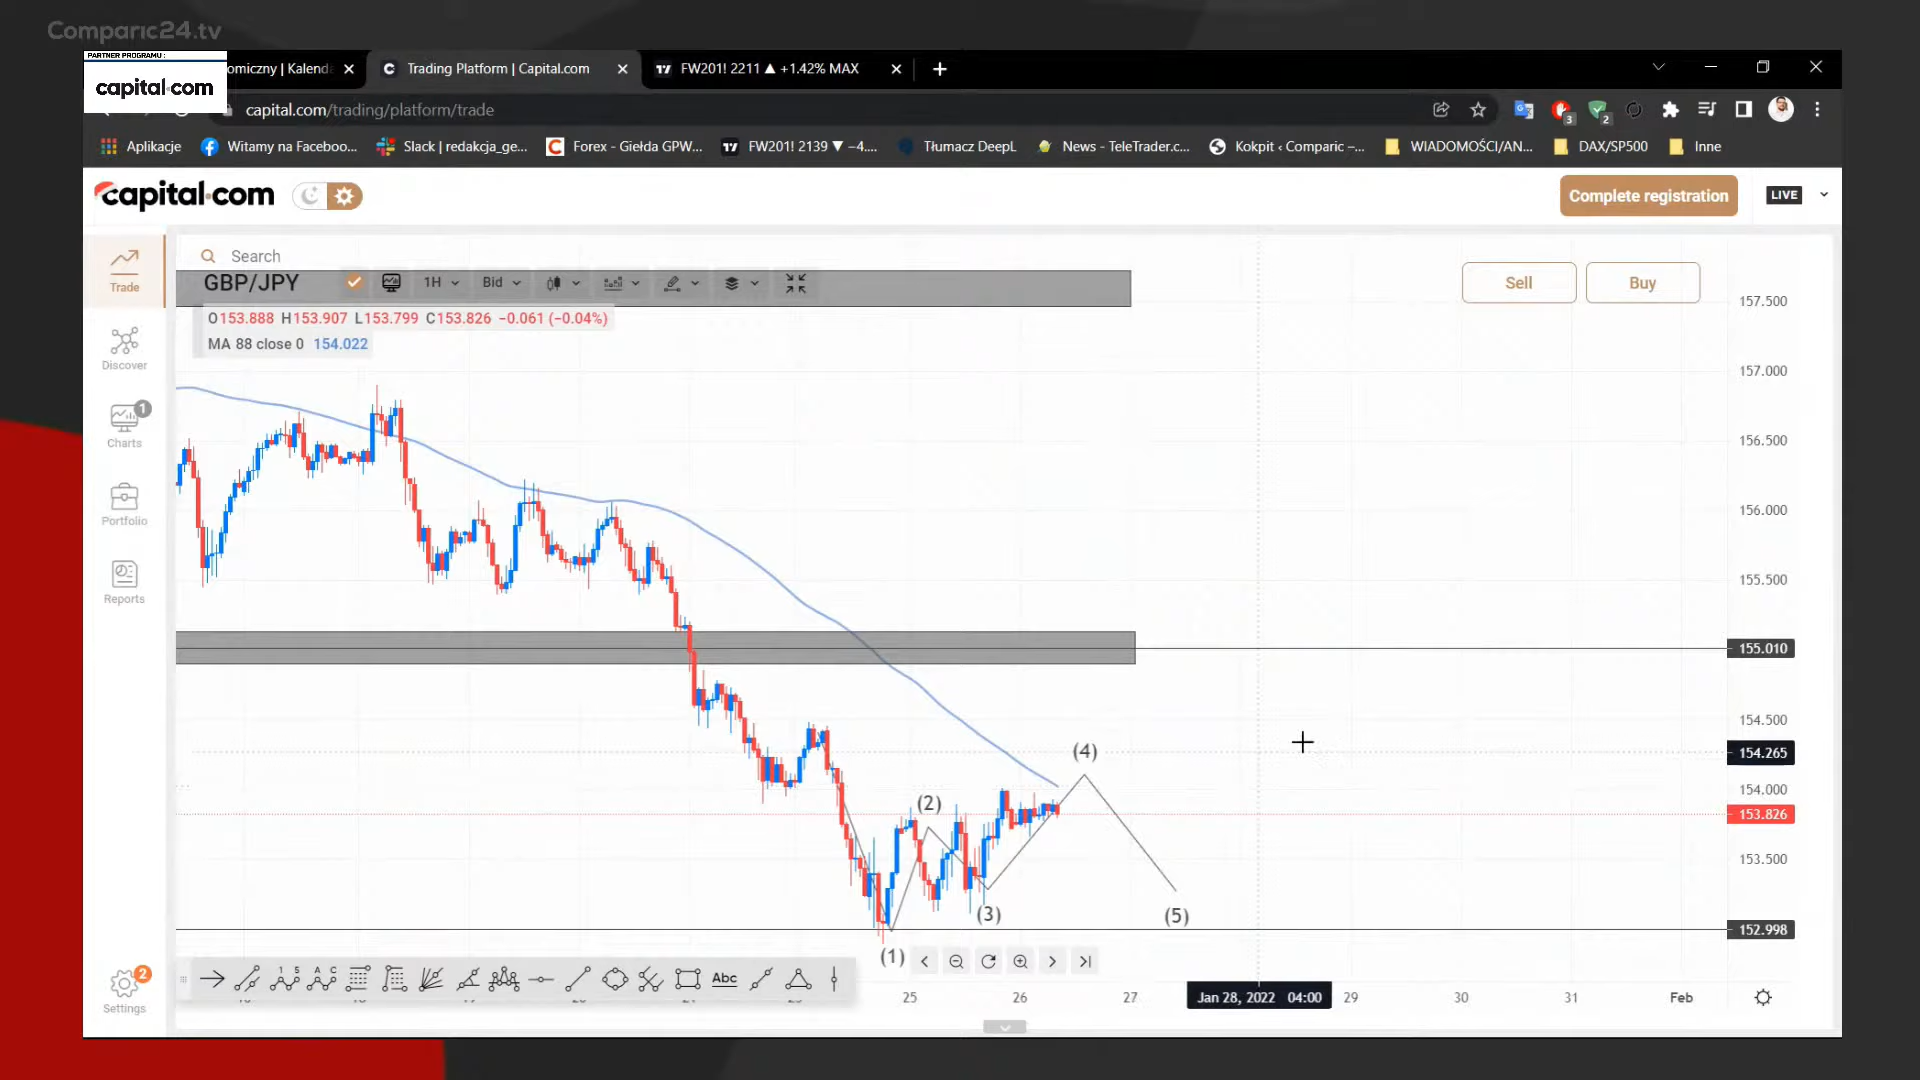 Comparic24.tv
PARTNER PROGRAMU :
capital.com
omiczny | Kalenda
Trading Platform | Capital.com
FW201! 2211 ▲ +1.42% MAX
capital.com/trading/platform/trade
3
2
Aplikacje
Witamy na Faceboo...
Slack | redakcja_ge...
Forex - Giełda GPW...
FW201! 2139 ▼ −4....
Tłumacz DeepL
News - TeleTrader.c...
Kokpit ‹ Comparic –...
WIADOMOŚCI/AN...
DAX/SP500
Inne
capital.com
Complete registration
LIVE
Trade
Discover
1
Charts
Portfolio
Reports
2
Settings
Search
GBP/JPY
1H
Bid
Sell
Buy
O153.888 H153.907 L153.799 C153.826 −0.061 (−0.04%)
MA 88 close 0 154.022
157.500
157.000
156.500
156.000
155.500
155.010
154.500
154.265
154.000
153.826
153.500
152.998
(4)
(2)
(3)
(5)
(1)
Abc
25
26
27
Jan 28, 2022 04:00
29
30
31
Feb